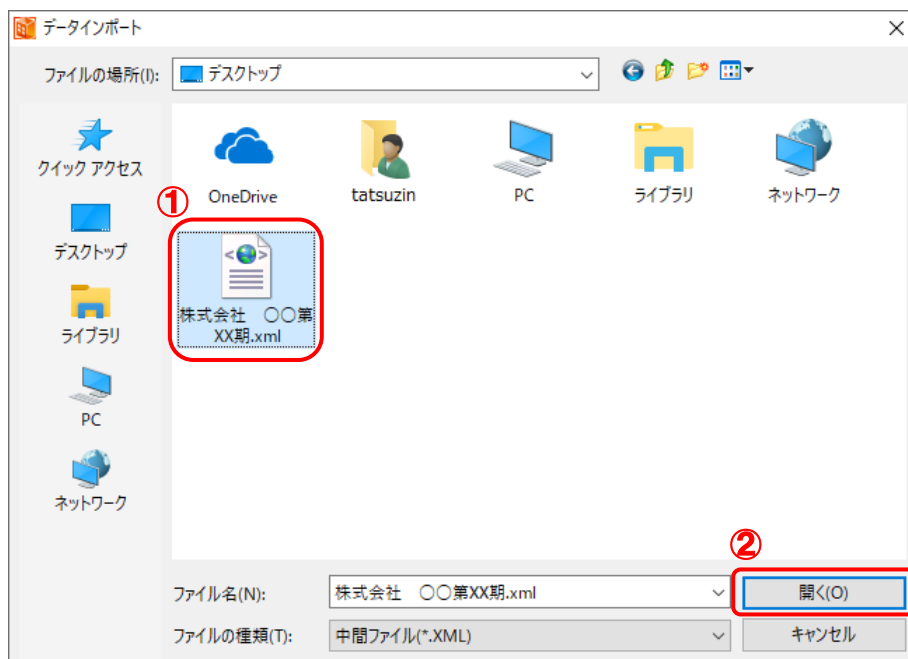 データインポート
ファイルの場所(I):
デスクトップ
クイック アクセス
デスクトップ
ライブラリ
PC
ネットワーク
OneDrive
tatsuzin
PC
ライブラリ
ネットワーク
①
株式会社　○○第
XX期.xml
②
ファイル名(N):
株式会社　○○第XX期.xml
開く(O)
ファイルの種類(T):
中間ファイル(*.XML)
キャンセル